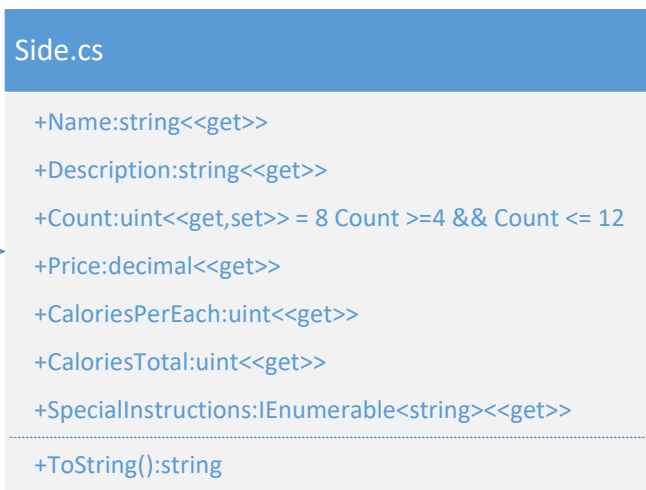 Side.cs
+Name:string<<get>>
+Description:string<<get>>
+Count:uint<<get,set>> = 8 Count >=4 && Count <= 12
+Price:decimal<<get>>
+CaloriesPerEach:uint<<get>>
+CaloriesTotal:uint<<get>>
+SpecialInstructions:IEnumerable<string><<get>>
+ToString():string